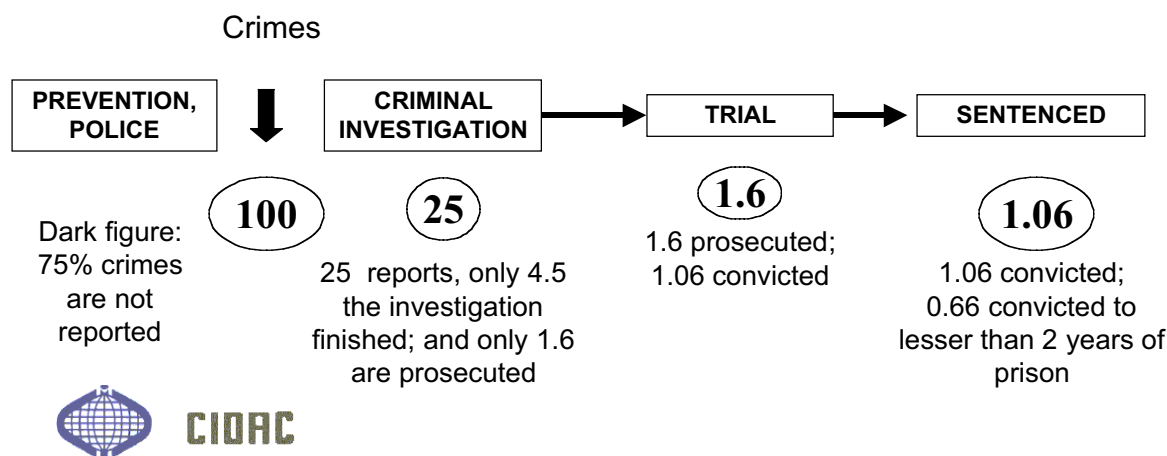 Crimes
PREVENTION,
POLICE
CRIMINAL
INVESTIGATION
TRIAL
SENTENCED
100
25
1.6
1.06
Dark figure:
75% crimes
are not
reported
25 reports, only 4.5
the investigation
finished; and only 1.6
are prosecuted
1.6 prosecuted;
1.06 convicted
1.06 convicted;
0.66 convicted to
lesser than 2 years of
prison
CIDAC